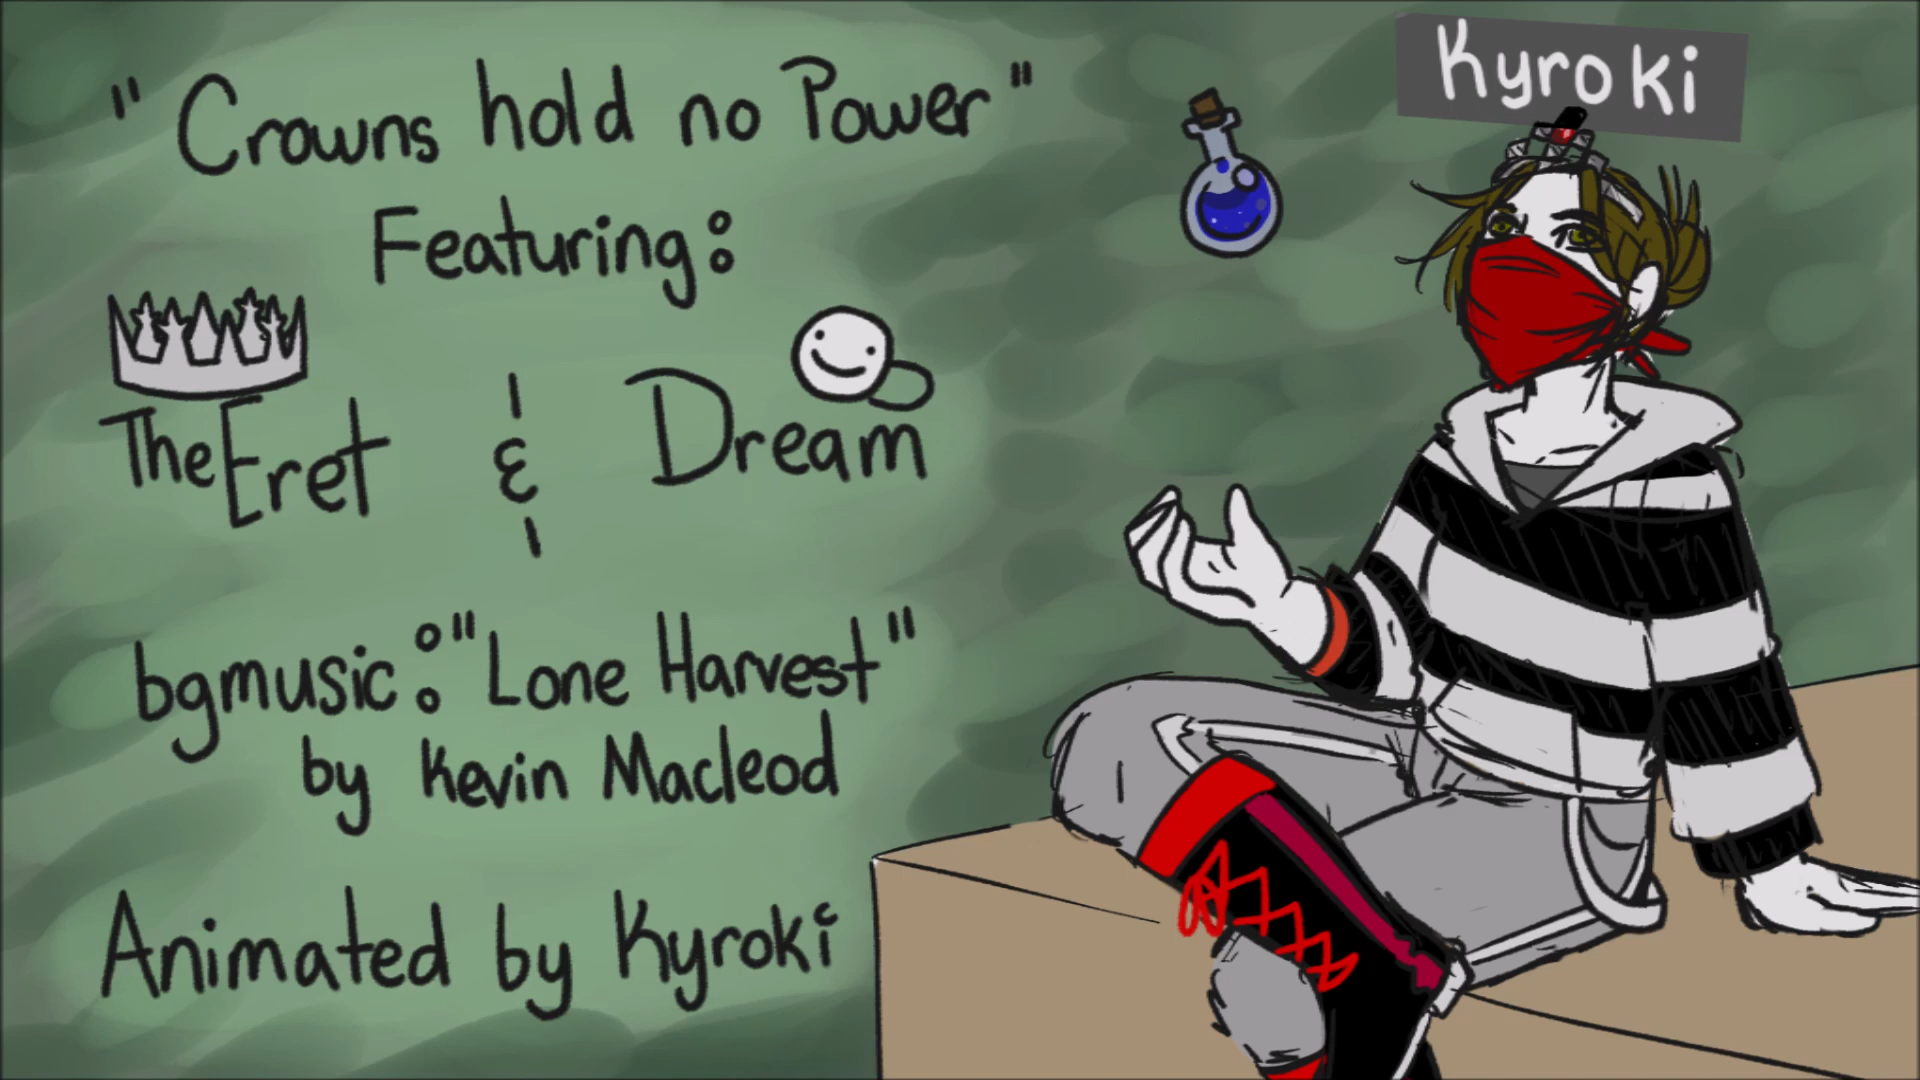 "Crowns hold no Power"
Kyroki
Featuring:
TheEret & Dream
bgmusic: "Lone Harvest"
by Kevin Macleod
Animated by Kyroki